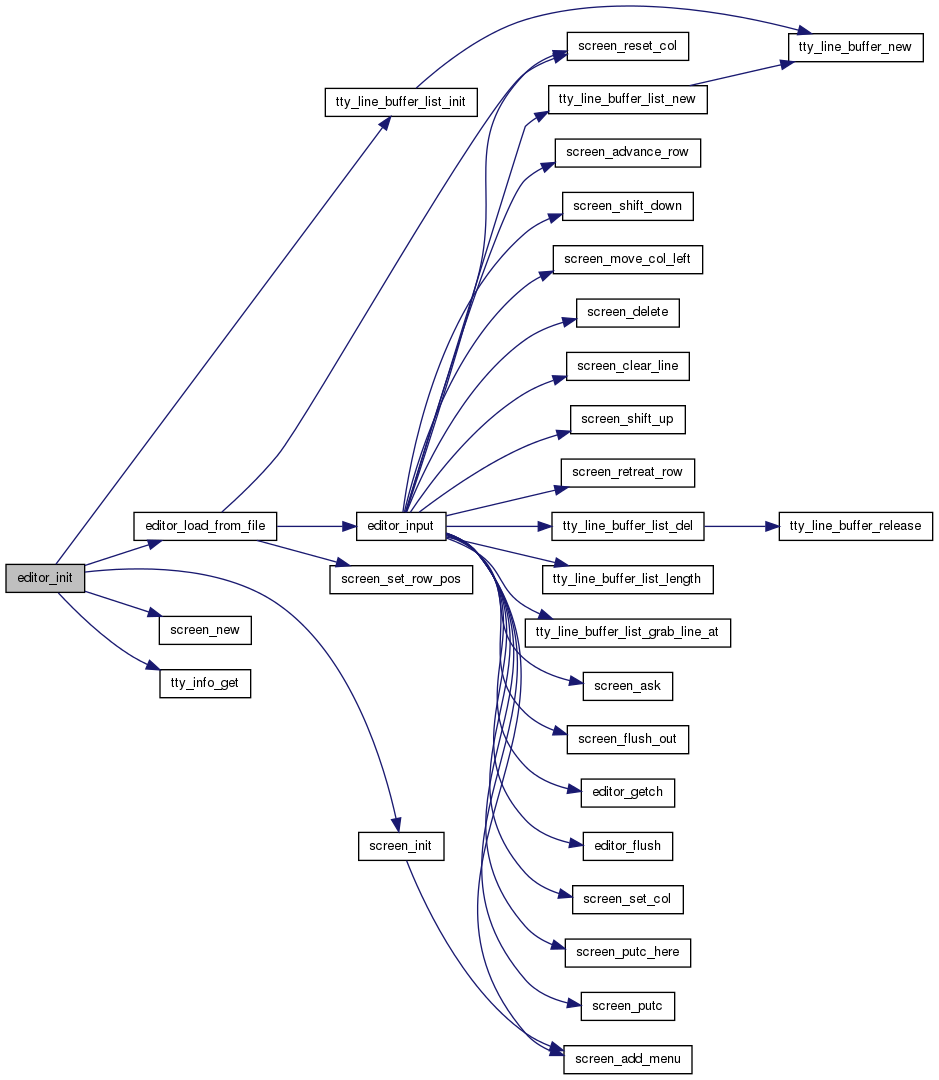 screen_reset_col
tty_line_buffer_new
tty_line_buffer_list_init
tty_line_buffer_list_new
screen_advance_row
screen_shift_down
screen_move_col_left
screen_delete
screen_clear_line
screen_shift_up
screen_retreat_row
editor_load_from_file
editor_input
tty_line_buffer_list_del
tty_line_buffer_release
editor_init
screen_set_row_pos
tty_line_buffer_list_length
screen_new
tty_line_buffer_list_grab_line_at
tty_info_get
screen_ask
screen_flush_out
editor_getch
screen_init
editor_flush
screen_set_col
screen_putc_here
screen_putc
screen_add_menu